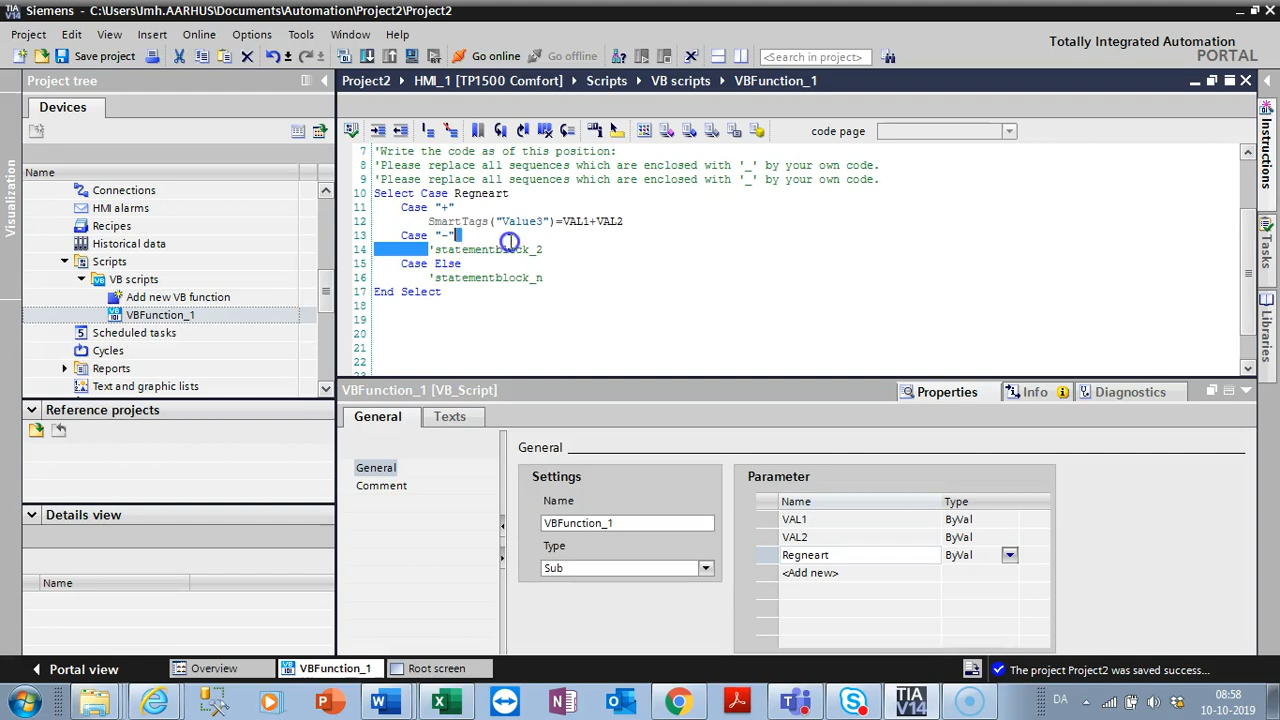 TIA V14 Siemens - C:\Users\lmh.AARHUS\Documents\Automation\Project2\Project2
Project Edit View Insert Online Options Tools Window Help
Totally Integrated Automation
PORTAL
Save project Go online Go offline <Search in project>
Project tree
Project2 HMI_1 [TP1500 Comfort] Scripts VB scripts VBFunction_1
Devices
code page
Name
Connections
HMI alarms
Recipes
Historical data
Scripts
VB scripts
Add new VB function
VBFunction_1
Scheduled tasks
Cycles
Reports
Text and graphic lists
Visualization
7 'Write the code as of this position:
8 'Please replace all sequences which are enclosed with '_' by your own code.
9 'Please replace all sequences which are enclosed with '_' by your own code.
10 Select Case Regneart
11 Case "+"
12 SmartTags("Value3")=VAL1+VAL2
13 Case "-"
14 'statementblock_2
15 Case Else
16 'statementblock_n
17 End Select
18
19
20
21
22
23
Instructions
Tasks
Libraries
Reference projects
Details view
Name
VBFunction_1 [VB_Script]
Properties Info Diagnostics
General Texts
General
Comment
General
Settings
Name
VBFunction_1
Type
Sub
Parameter
Name Type
VAL1 ByVal
VAL2 ByVal
Regneart ByVal
<Add new>
Portal view Overview VBFunction_1 Root screen The project Project2 was saved success...
DA 08:58
10-10-2019